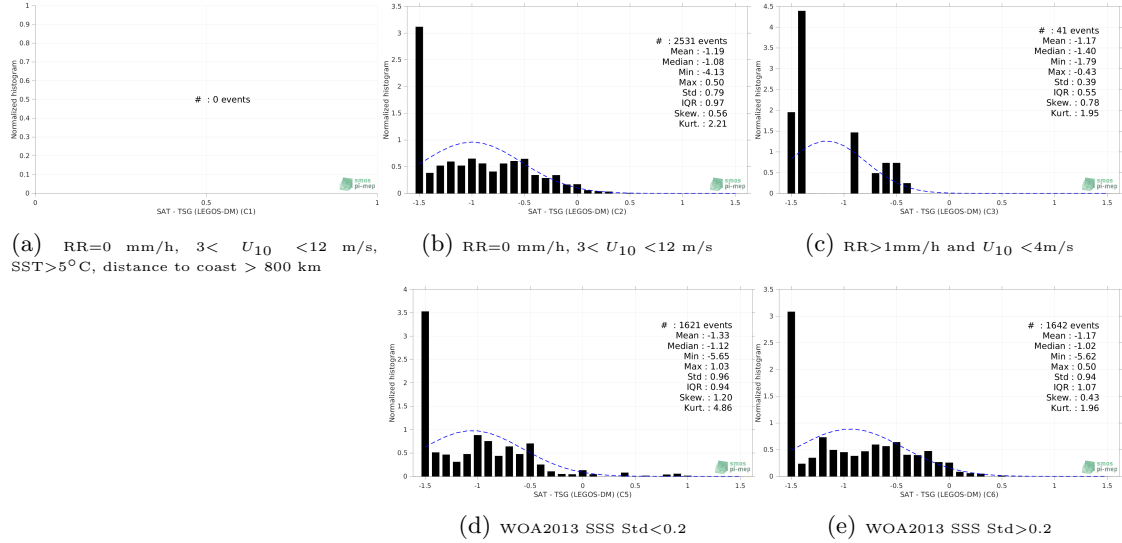 1
0.9
0.8
0.7
0.6
0.5
0.4
0.3
0.2
0.1
0
Normalized histogram
# : 0 events
0 0.5 1
SAT - TSG (LEGOS-DM) (C1)
smos
pi-mep
(a) RR=0 mm/h, 3< U10 <12 m/s,
SST>5°C, distance to coast > 800 km
3.5
3
2.5
2
1.5
1
0.5
0
Normalized histogram
# : 2531 events
Mean : -1.19
Median : -1.08
Min : -4.13
Max : 0.50
Std : 0.79
IQR : 0.97
Skew. : 0.56
Kurt. : 2.21
-1.5 -1 -0.5 0 0.5 1 1.5
SAT - TSG (LEGOS-DM) (C2)
smos
pi-mep
(b) RR=0 mm/h, 3< U10 <12 m/s
4.5
4
3.5
3
2.5
2
1.5
1
0.5
0
Normalized histogram
# : 41 events
Mean : -1.17
Median : -1.40
Min : -1.79
Max : -0.43
Std : 0.39
IQR : 0.55
Skew. : 0.78
Kurt. : 1.95
-1.5 -1 -0.5 0 0.5 1 1.5
SAT - TSG (LEGOS-DM) (C3)
smos
pi-mep
(c) RR>1mm/h and U10 <4m/s
4
3.5
3
2.5
2
1.5
1
0.5
0
Normalized histogram
# : 1621 events
Mean : -1.33
Median : -1.12
Min : -5.65
Max : 1.03
Std : 0.96
IQR : 0.94
Skew. : 1.20
Kurt. : 4.86
-1.5 -1 -0.5 0 0.5 1 1.5
SAT - TSG (LEGOS-DM) (C5)
smos
pi-mep
(d) WOA2013 SSS Std<0.2
3.5
3
2.5
2
1.5
1
0.5
0
Normalized histogram
# : 1642 events
Mean : -1.17
Median : -1.02
Min : -5.62
Max : 0.50
Std : 0.94
IQR : 1.07
Skew. : 0.43
Kurt. : 1.96
-1.5 -1 -0.5 0 0.5 1 1.5
SAT - TSG (LEGOS-DM) (C6)
smos
pi-mep
(e) WOA2013 SSS Std>0.2